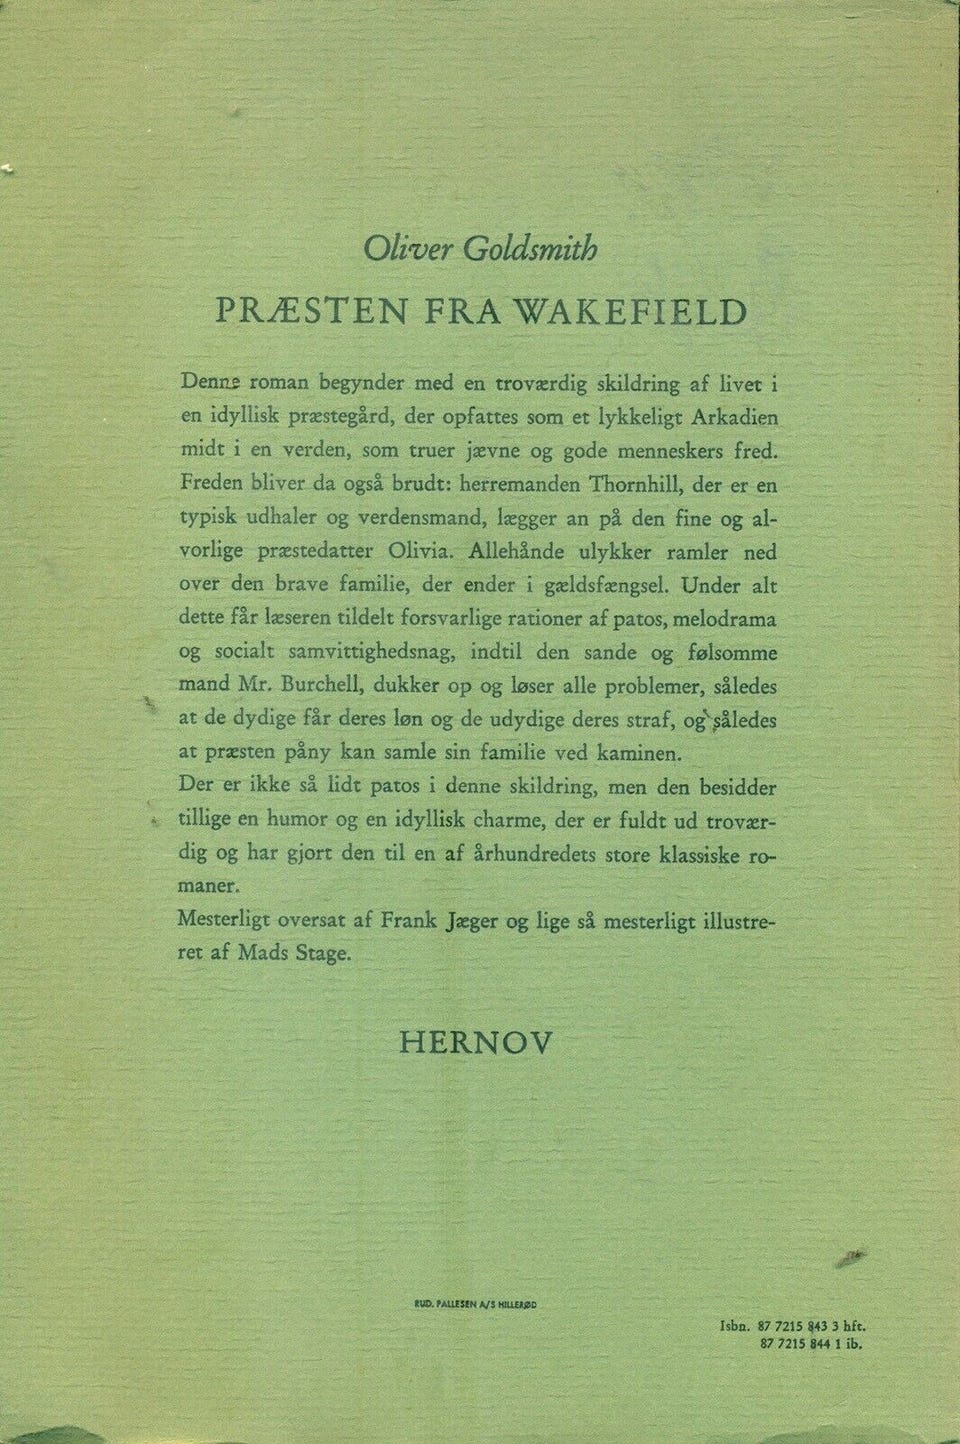 Oliver Goldsmith
PRÆSTEN FRA WAKEFIELD
Denne roman begynder med en troværdig skildring af livet i
en idyllisk præstegård, der opfattes som et lykkeligt Arkadien
midt i en verden, som truer jævne og gode menneskers fred.
Freden bliver da også brudt: herremanden Thornhill, der er en
typisk udhaler og verdensmand, lægger an på den fine og al-
vorlige præstedatter Olivia. Allehånde ulykker ramler ned
over den brave familie, der ender i gældsfængsel. Under alt
dette får læseren tildelt forsvarlige rationer af patos, melodrama
og socialt samvittighedsnag, indtil den sande og følsomme
mand Mr. Burchell, dukker op og løser alle problemer, således
at de dydige får deres løn og de udydige deres straf, og således
at præsten påny kan samle sin familie ved kaminen.
Der er ikke så lidt patos i denne skildring, men den besidder
tillige en humor og en idyllisk charme, der er fuldt ud trovær-
dig og har gjort den til en af århundredets store klassiske ro-
maner.
Mesterligt oversat af Frank Jæger og lige så mesterligt illustre-
ret af Mads Stage.
HERNOV
RUD. PALLESEN A/S HILLERØD
Isbn. 87 7215 843 3 hft.
87 7215 844 1 ib.